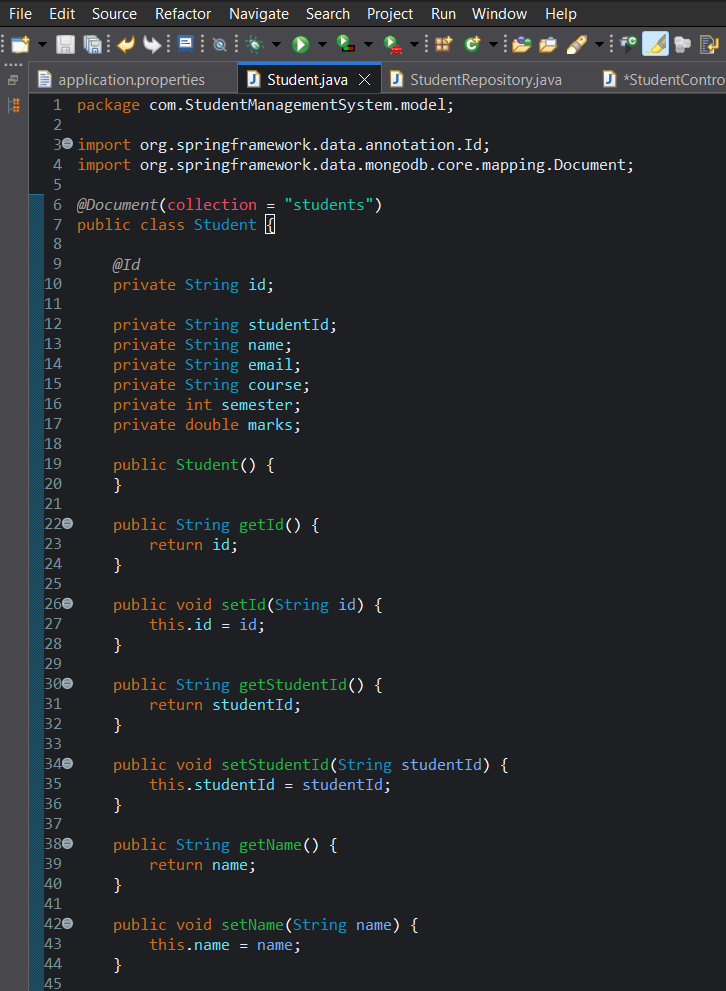 File Edit Source Refactor Navigate Search Project Run Window Help
application.properties Student.java StudentRepository.java *StudentContro
1 package com.StudentManagementSystem.model;
2
3 import org.springframework.data.annotation.Id;
4 import org.springframework.data.mongodb.core.mapping.Document;
5
6 @Document(collection = "students")
7 public class Student {
8
9 @Id
10 private String id;
11
12 private String studentId;
13 private String name;
14 private String email;
15 private String course;
16 private int semester;
17 private double marks;
18
19 public Student() {
20 }
21
22 public String getId() {
23 return id;
24 }
25
26 public void setId(String id) {
27 this.id = id;
28 }
29
30 public String getStudentId() {
31 return studentId;
32 }
33
34 public void setStudentId(String studentId) {
35 this.studentId = studentId;
36 }
37
38 public String getName() {
39 return name;
40 }
41
42 public void setName(String name) {
43 this.name = name;
44 }
45